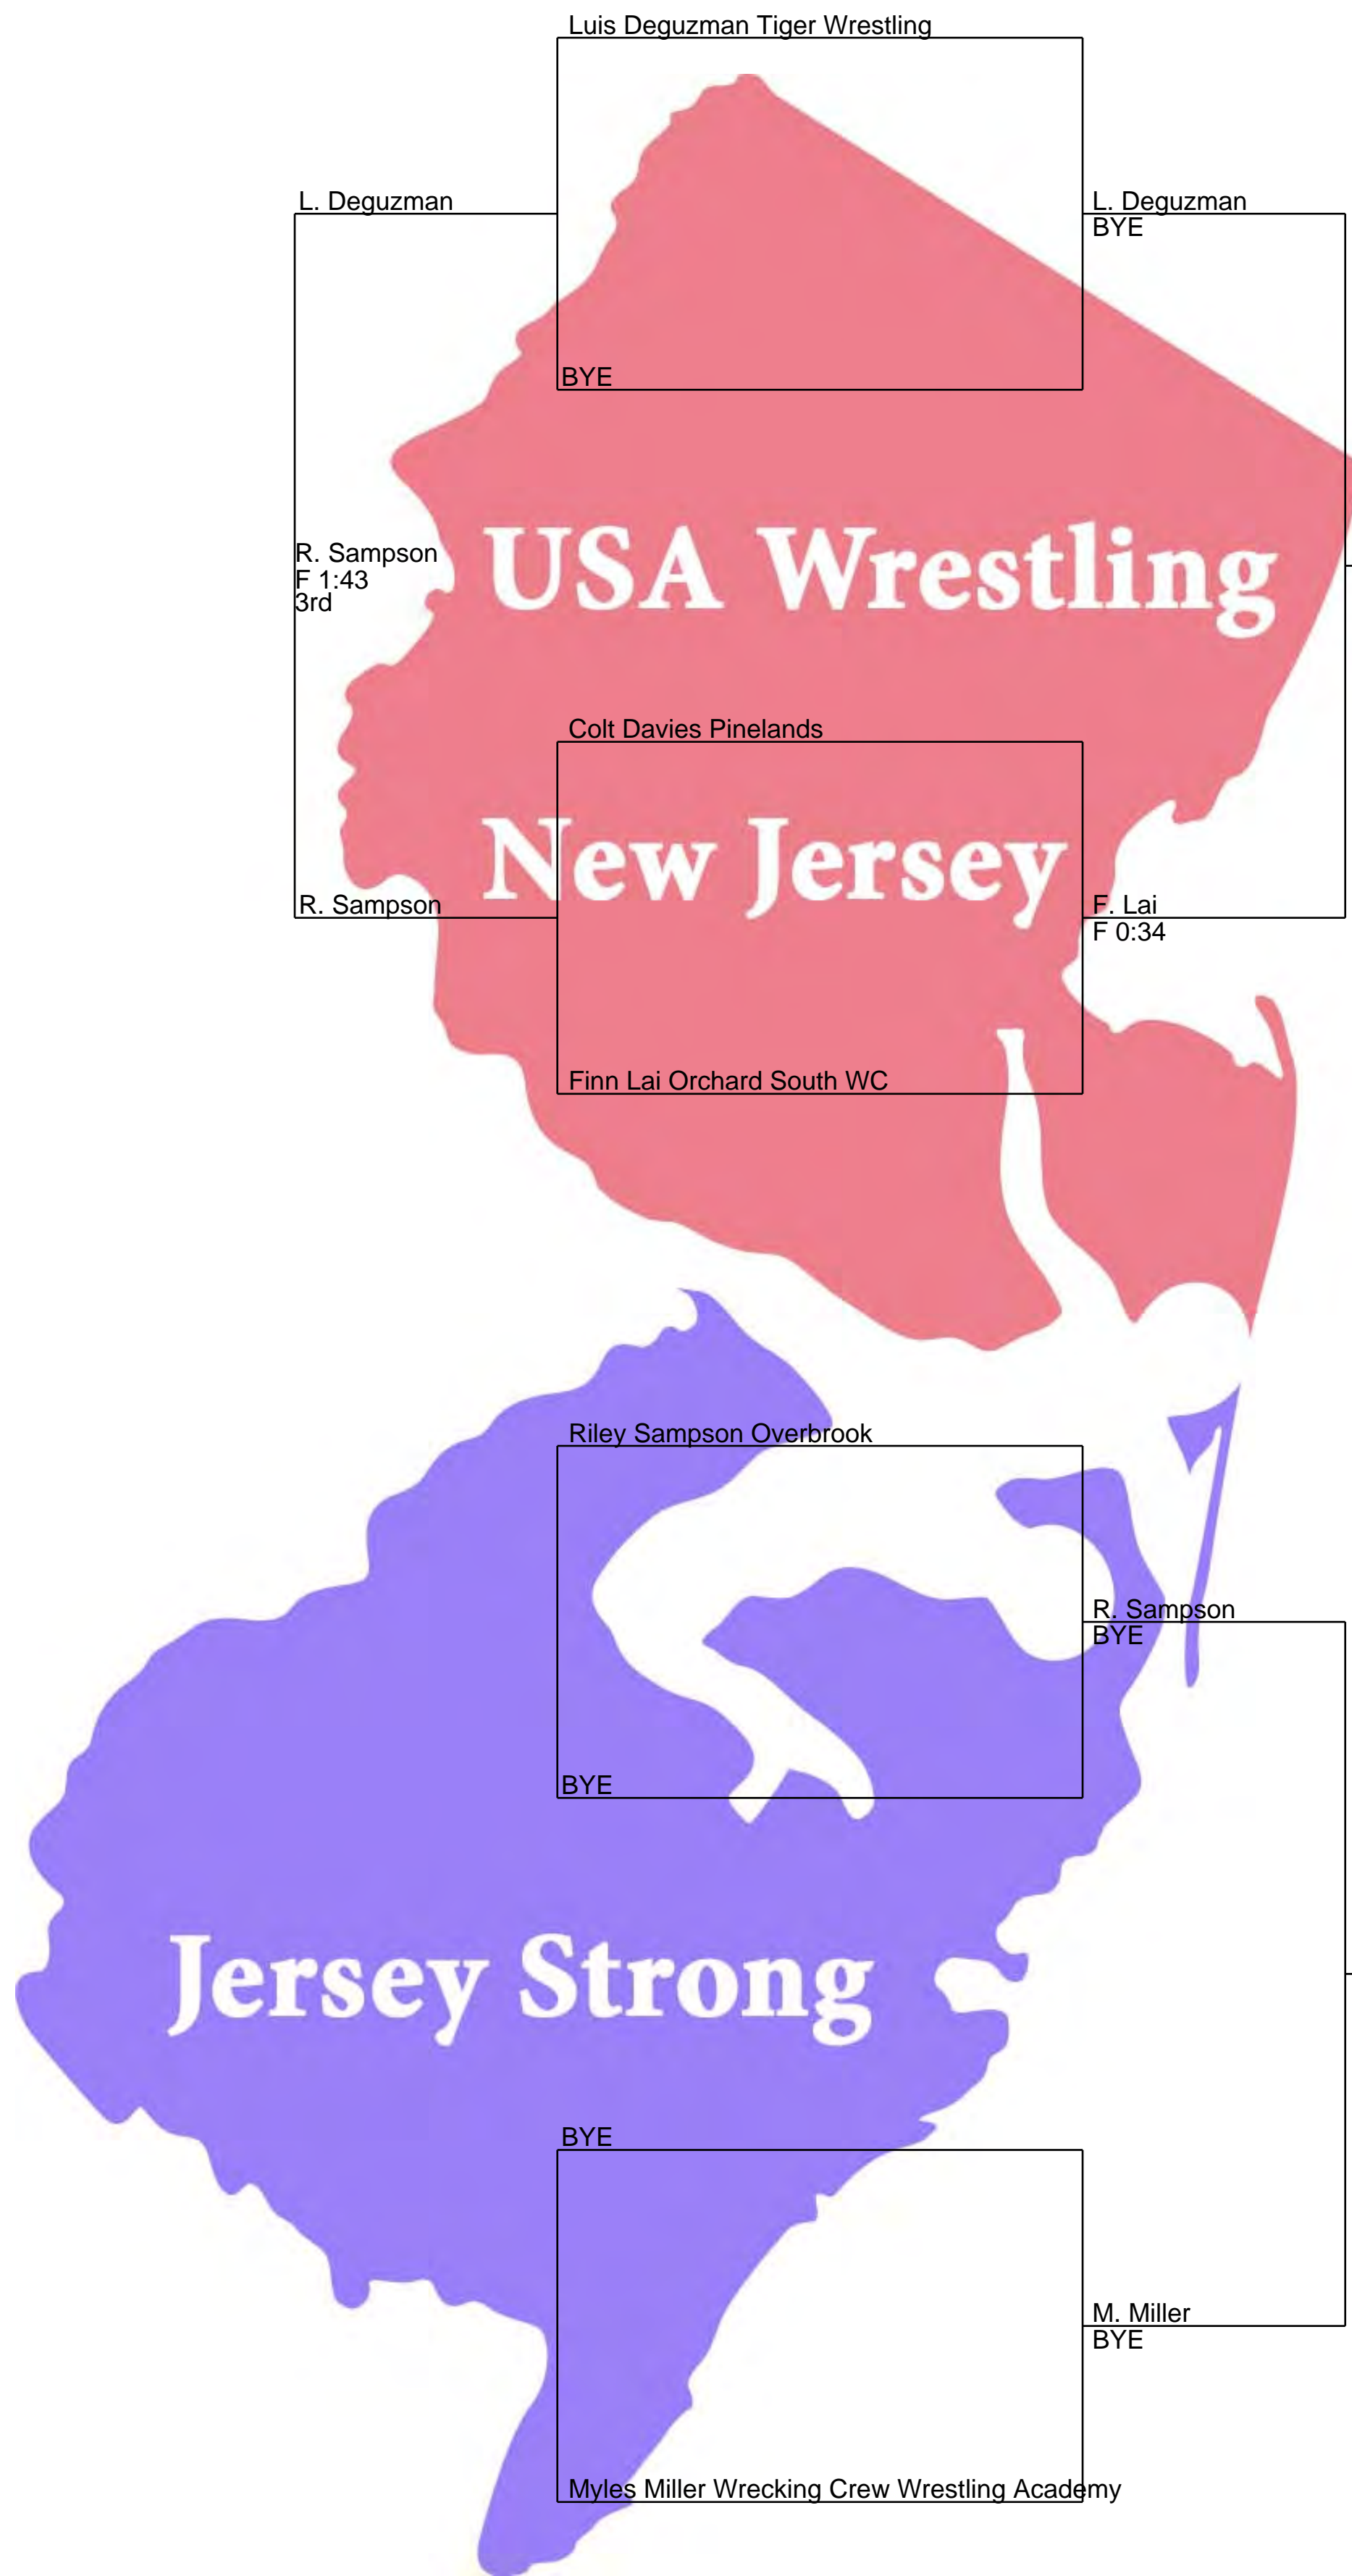 Luis Deguzman Tiger Wrestling
L. Deguzman
L. Deguzman
BYE
BYE
USA Wrestling
R. Sampson
F 1:43
3rd
Colt Davies Pinelands
New Jersey
R. Sampson
F. Lai
F 0:34
Finn Lai Orchard South WC
Riley Sampson Overbrook
R. Sampson
BYE
BYE
Jersey Strong
BYE
M. Miller
BYE
Myles Miller Wrecking Crew Wrestling Academy